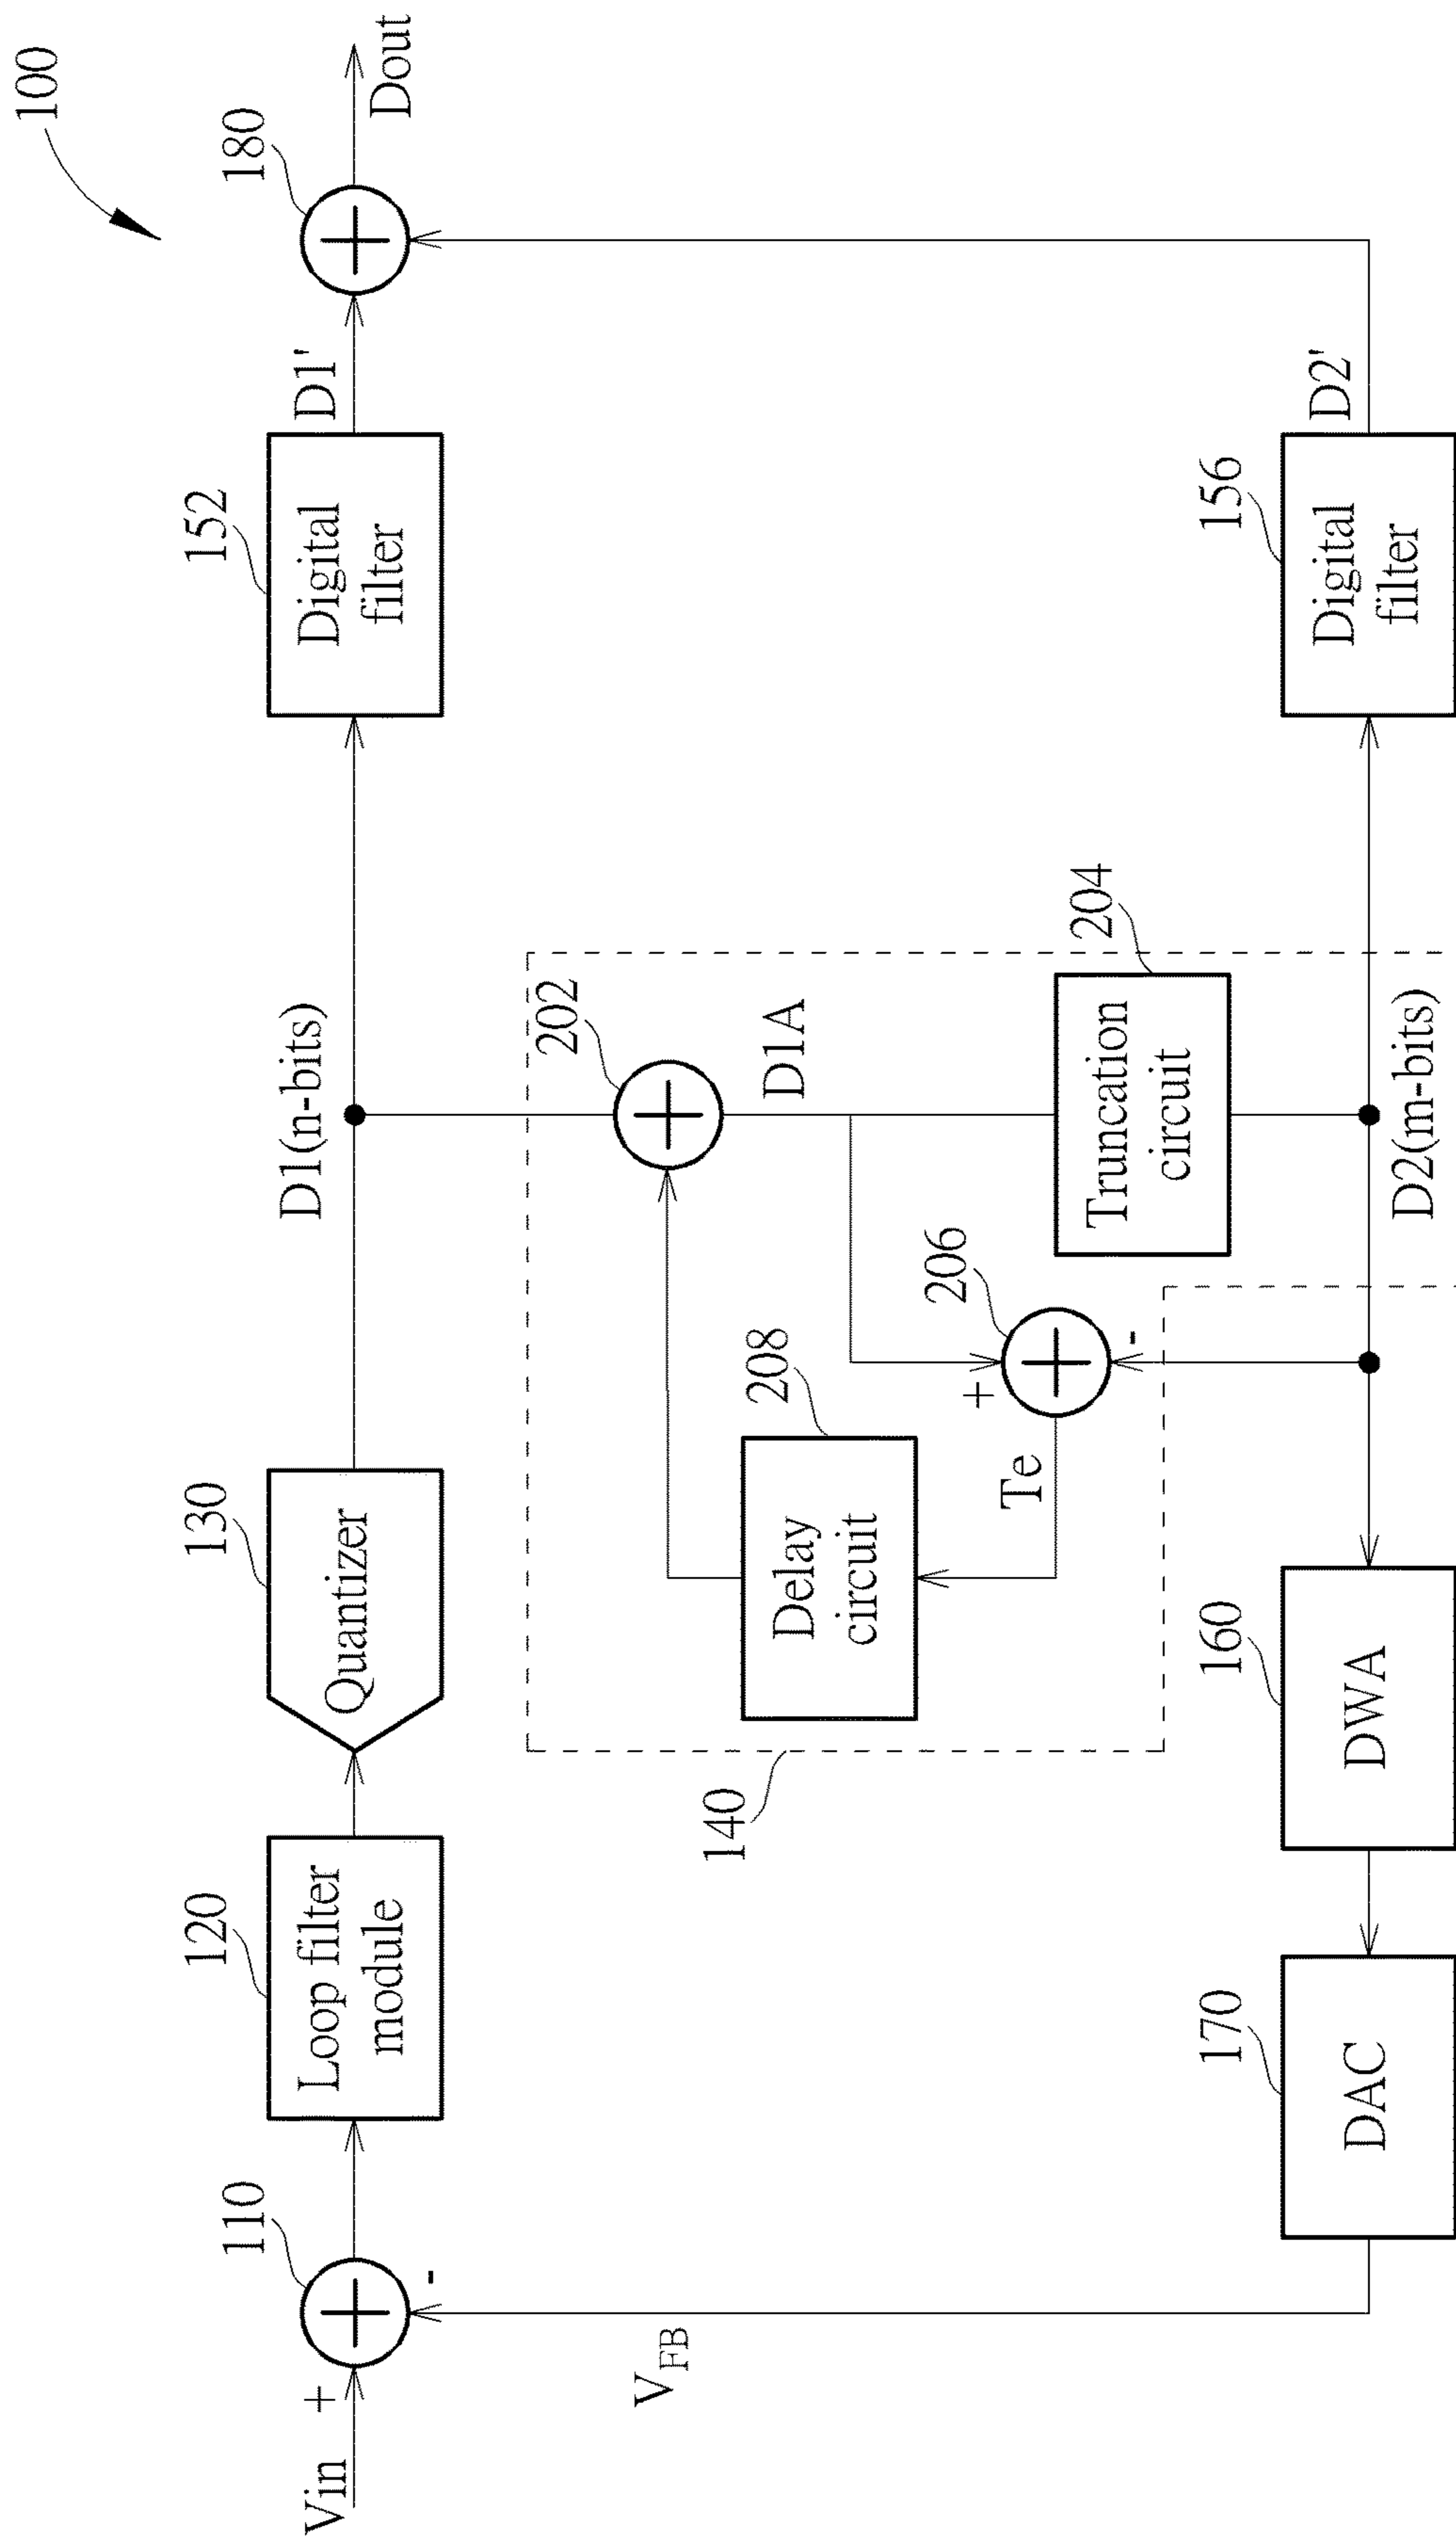 100
Vin
+
110
-
120
Loop filter
module
130
Quantizer
D1(n-bits)
152
Digital
filter
D1'
180
Dout
V_FB
140
202
D1A
208
Delay
circuit
Te
206
+
-
204
Truncation
circuit
170
DAC
160
DWA
D2(m-bits)
156
Digital
filter
D2'